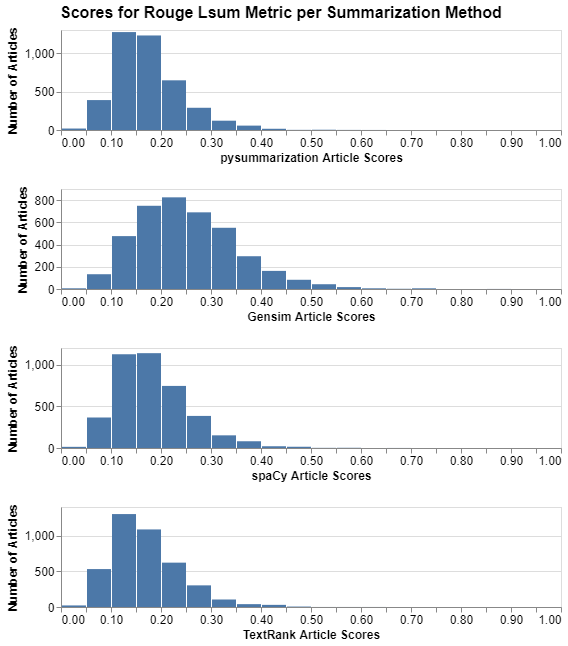 Scores for Rouge Lsum Metric per Summarization Method
Number of Articles
1,000
500
0
0.00 0.10 0.20 0.30 0.40 0.50 0.60 0.70 0.80 0.90 1.00
pysummarization Article Scores
Number of Articles
800
600
400
200
0
0.00 0.10 0.20 0.30 0.40 0.50 0.60 0.70 0.80 0.90 1.00
Gensim Article Scores
Number of Articles
1,000
500
0
0.00 0.10 0.20 0.30 0.40 0.50 0.60 0.70 0.80 0.90 1.00
spaCy Article Scores
Number of Articles
1,000
500
0
0.00 0.10 0.20 0.30 0.40 0.50 0.60 0.70 0.80 0.90 1.00
TextRank Article Scores